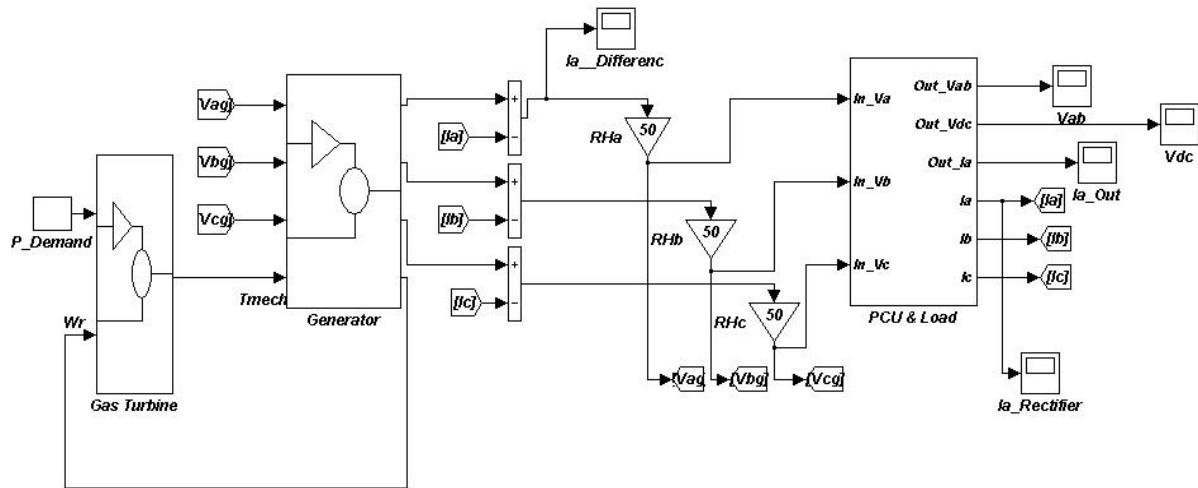 Ia__Differenc
Vag]
[Ia]
50
RHa
In_Va
Out_Vab
Vab
Out_Vdc
Vdc
Vbg]
Out_Ia
Ia_Out
In_Vb
Ia
[Ia]
P_Demand
Vcg]
[Ib]
50
RHb
Ib
[Ib]
In_Vc
Ic
[Ic]
Tmech
[Ic]
50
RHc
Generator
PCU & Load
Wr
[Vag]
[Vbg]
[Vcg]
Gas Turbine
Ia_Rectifier